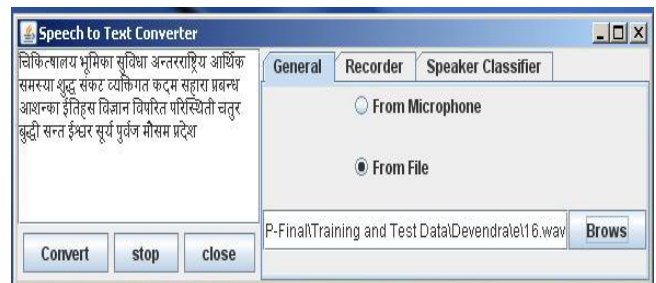 Speech to Text Converter
चिकित्षालय भूमिका सुविधा अन्तरराष्ट्रिय आर्थिक
समस्या शुद्ध संकट व्यक्तिगत कदम सहारा प्रबन्ध
आशन्का ईतिहस विज्ञान विपरित परिस्थिती चतुर
बुद्धी सन्त ईश्वर सूर्य पुर्वज मौसम प्रदेश
General Recorder Speaker Classifier
From Microphone
From File
P-Final\Training and Test Data\Devendra\e\16.wav Brows
Convert stop close